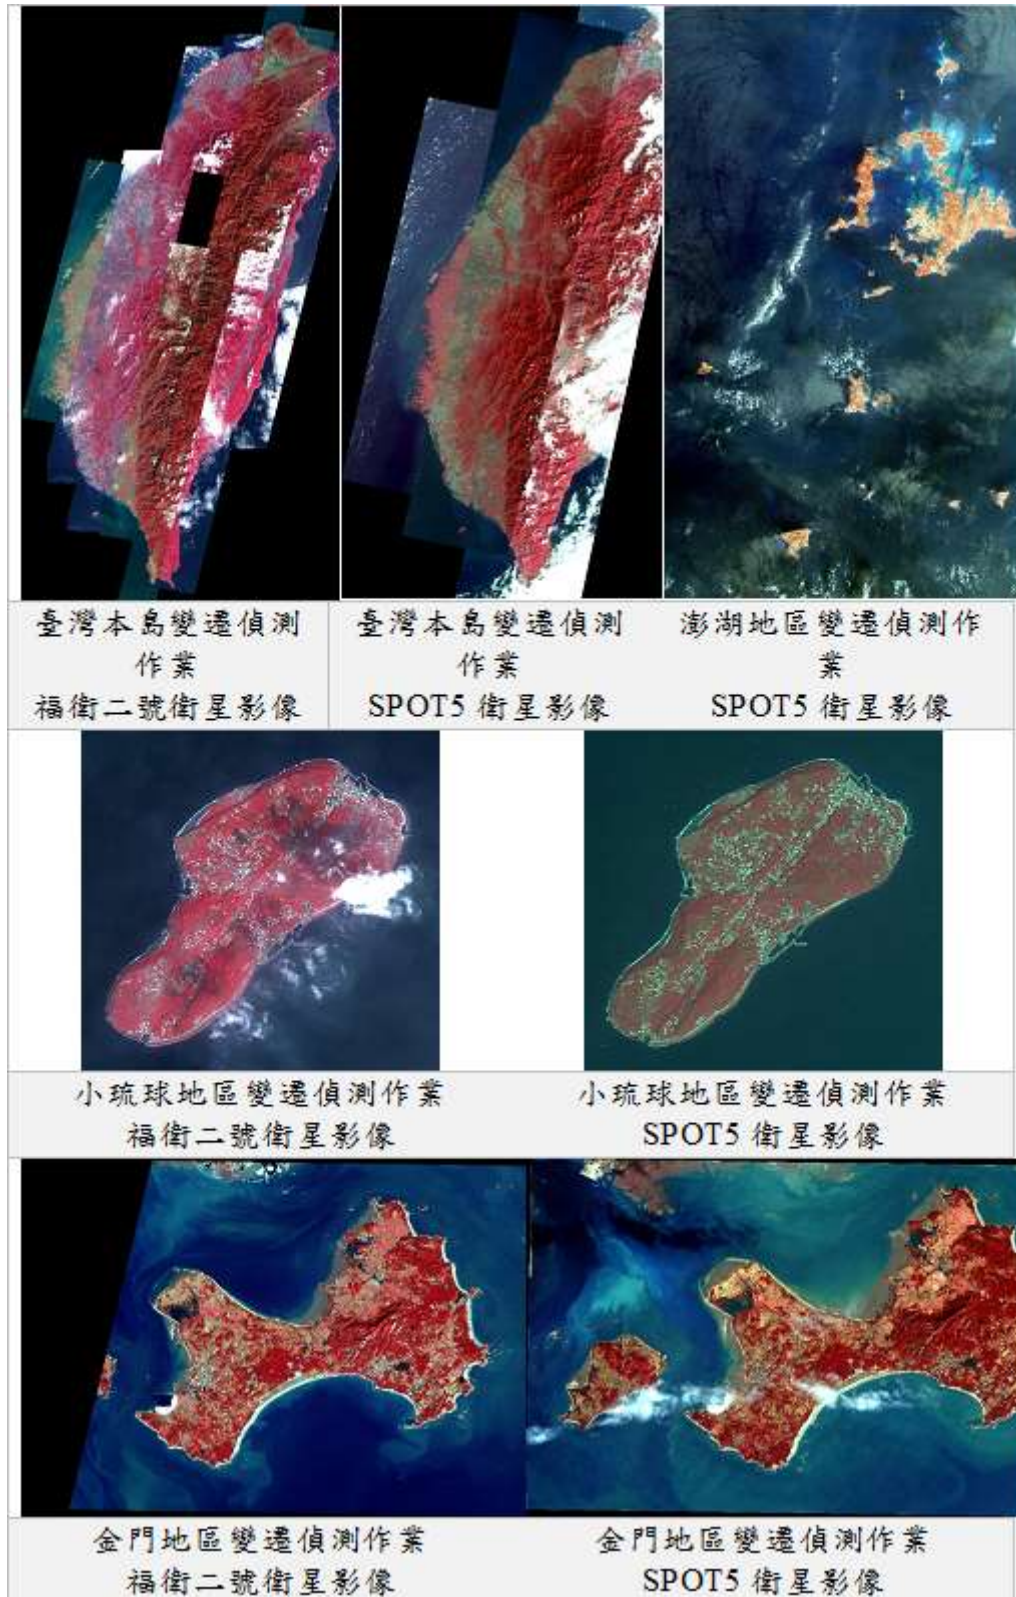 臺灣本島變遷偵測
作業
福衛二號衛星影像
臺灣本島變遷偵測
作業
SPOT5 衛星影像
澎湖地區變遷偵測作
業
SPOT5 衛星影像
小琉球地區變遷偵測作業
福衛二號衛星影像
小琉球地區變遷偵測作業
SPOT5 衛星影像
金門地區變遷偵測作業
福衛二號衛星影像
金門地區變遷偵測作業
SPOT5 衛星影像